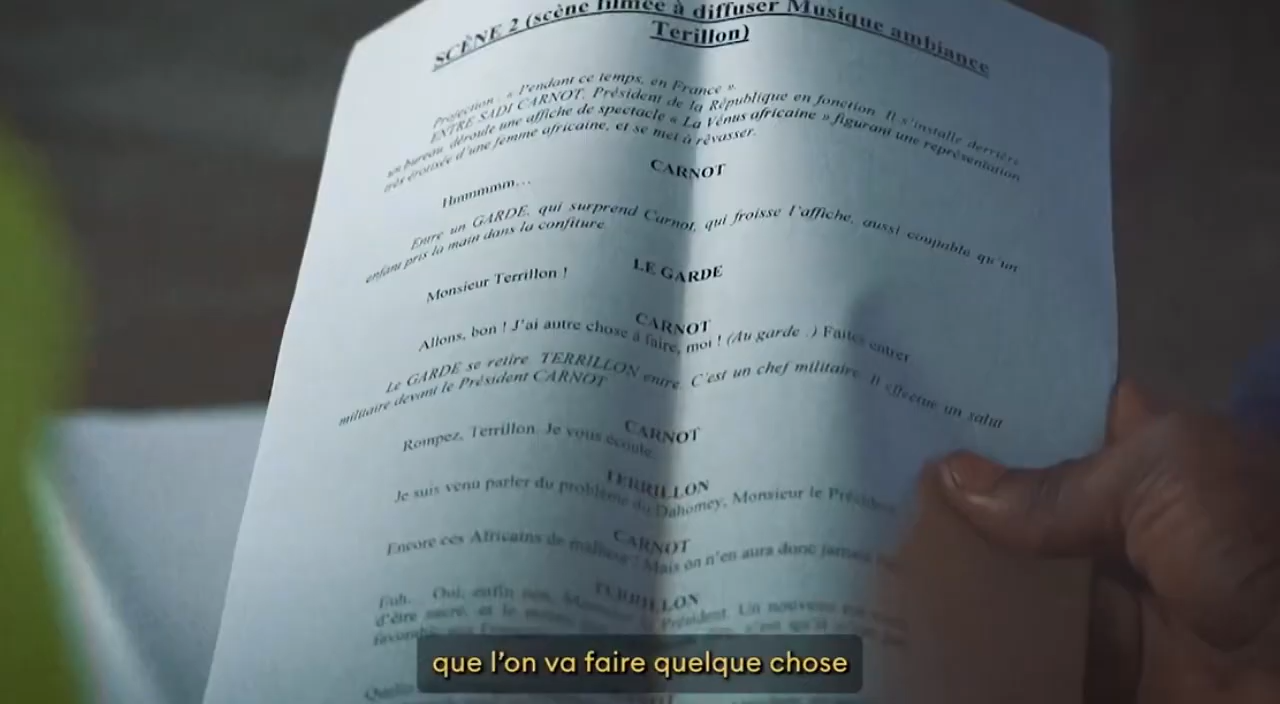 SCÈNE 2 (scène filmée à diffuser Musique ambiance
Terillon)
Projection : « Pendant ce temps, en France ».
ENTRE SADI CARNOT, Président de la République en fonction. Il s'installe derrière
son bureau, déroule une affiche de spectacle « La Vénus africaine » figurant une représentation
très érotisée d'une femme africaine, et se met à rêvasser.
CARNOT
Hmmmmm…
Entre un GARDE, qui surprend Carnot, qui froisse l'affiche, aussi coupable qu'un
enfant pris la main dans la confiture.
LE GARDE
Monsieur Terrillon !
CARNOT
Allons, bon ! J'ai autre chose à faire, moi ! (Au garde :) Faites entrer
Le GARDE se retire. TERRILLON entre. C'est un chef militaire. Il effectue un salut
militaire devant le Président CARNOT
CARNOT
Rompez, Terrillon. Je vous écoute.
TERRILLON
Je suis venu parler du problème du Dahomey, Monsieur le Président
CARNOT
Encore ces Africains de malheur ! Mais on n'en aura donc jamais
TERRILLON
Euh… Oui, enfin non, Président. Un nouveau
d'être sacré, et le
Quelle
que l'on va faire quelque chose